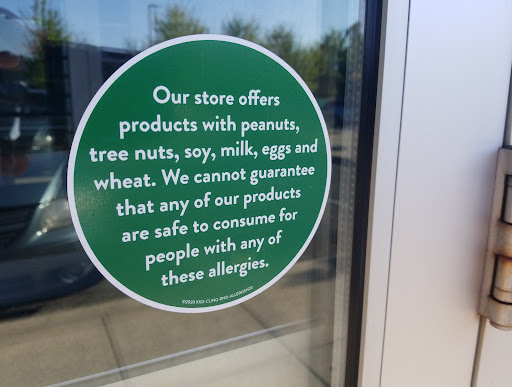 Our store offers
products with peanuts,
tree nuts, soy, milk, eggs and
wheat. We cannot guarantee
that any of our products
are safe to consume for
people with any of
these allergies.